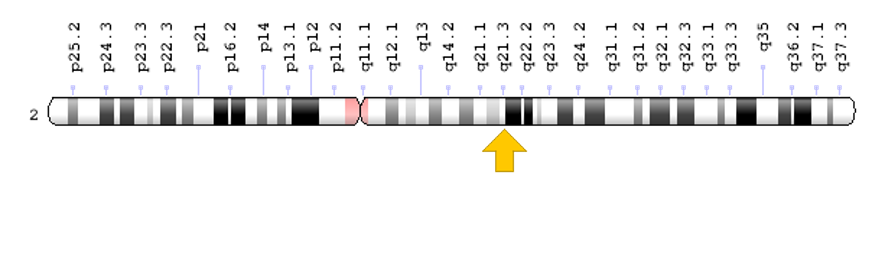 p25.2
p24.3
p23.3
p22.3
p21
p16.2
p14
p13.1
p12
p11.2
q11.1
q12.1
q13
q14.2
q21.1
q21.3
q22.2
q23.3
q24.2
q31.1
q31.2
q32.1
q32.3
q33.1
q33.3
q35
q36.2
q37.1
q37.3
2